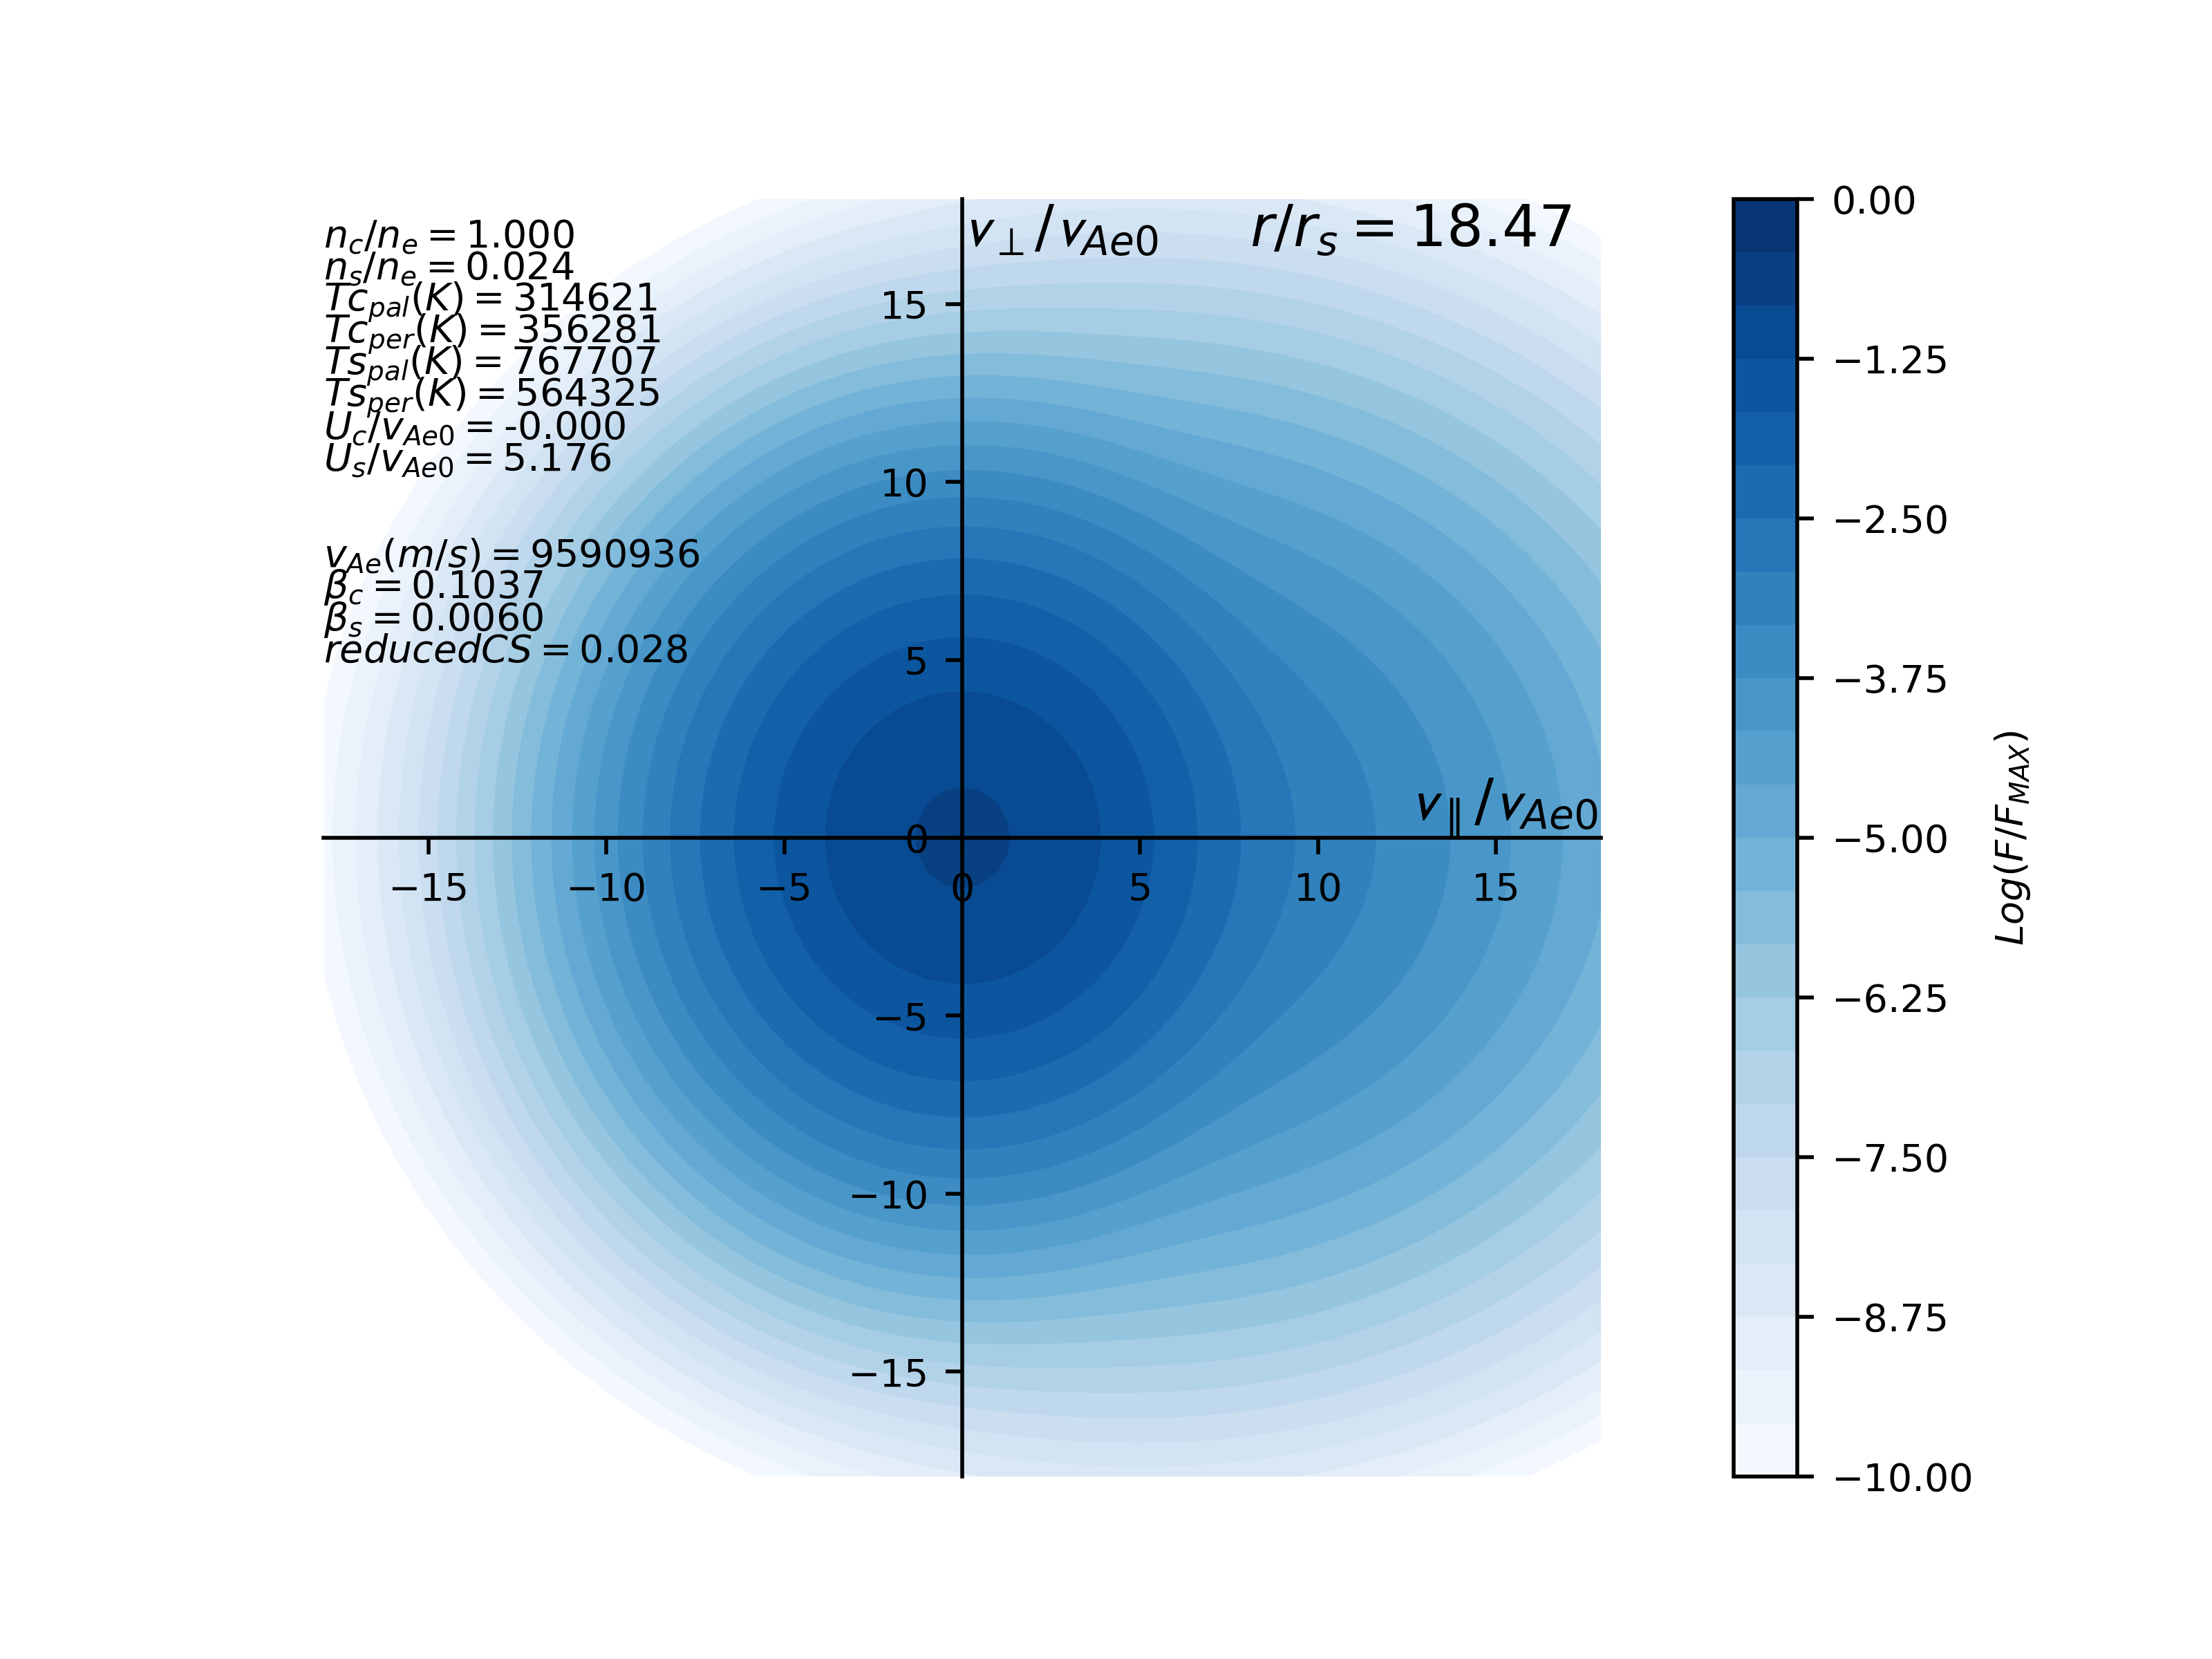 n_c/n_e = 1.000
n_s/n_e = 0.024
Tc_pal(K) = 314621
Tc_per(K) = 356281
Ts_pal(K) = 767707
Ts_per(K) = 564325
U_c/v_Ae0 = -0.000
U_s/v_Ae0 = 5.176
v_Ae(m/s) = 9590936
β_c = 0.1037
β_s = 0.0060
reducedCS = 0.028
v_⊥/v_Ae0
r/r_s = 18.47
15
10
5
0
−5
−10
−15
v_∥/v_Ae0
−15
−10
−5
0
5
10
15
0.00
−1.25
−2.50
−3.75
−5.00
−6.25
−7.50
−8.75
−10.00
Log(F/F_MAX)